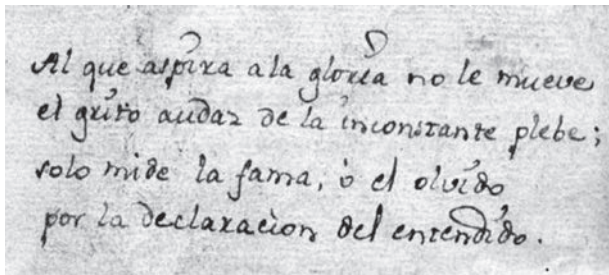 Al que aspira a la gloria no le mueve
el grito audaz de la inconstante plebe;
solo mide la fama, ò el olvido
por la declaracion del entendido.